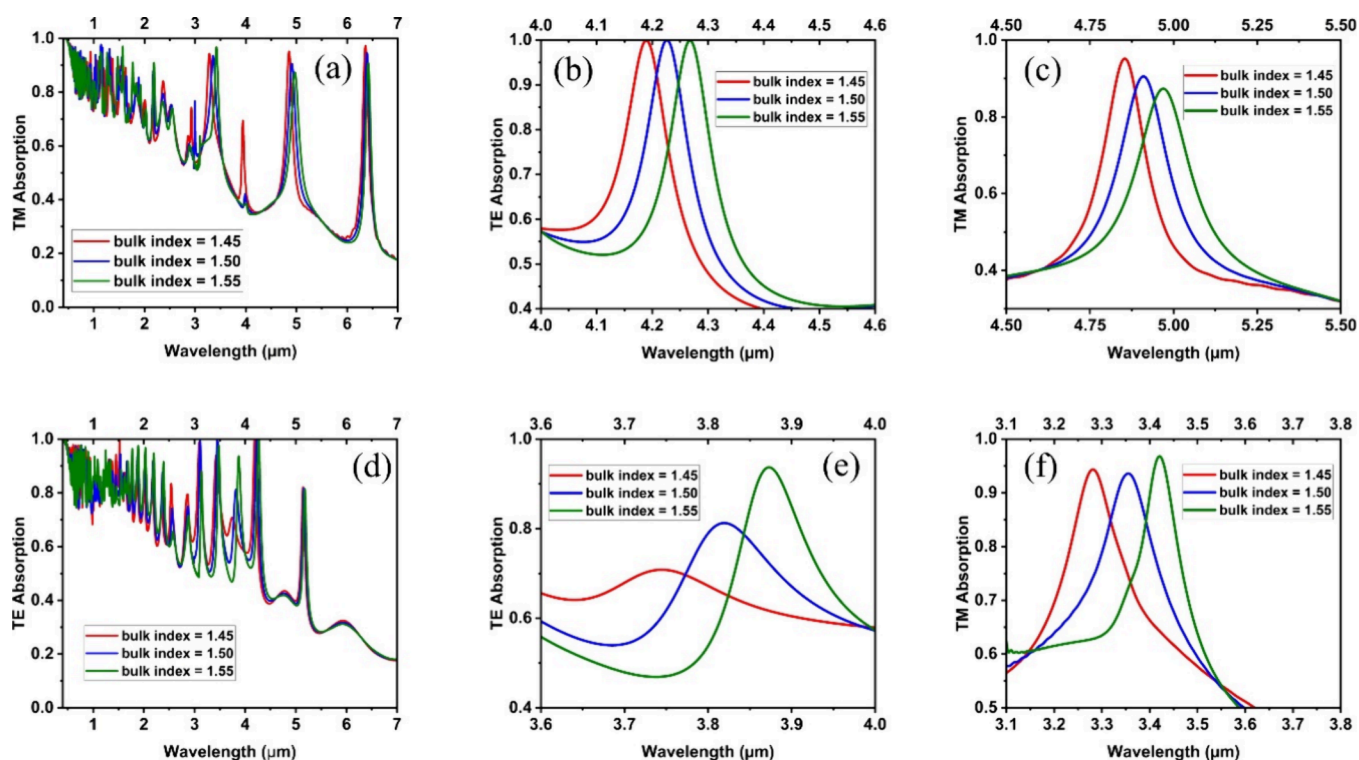 1 2 3 4 5 6 7
1.0
0.8
0.6
0.4
0.2
0.0
TM Absorption
(a)
bulk index = 1.45
bulk index = 1.50
bulk index = 1.55
1 2 3 4 5 6 7
Wavelength (µm)
4.0 4.1 4.2 4.3 4.4 4.5 4.6
1.0
0.9
0.8
0.7
0.6
0.5
0.4
TE Absorption
(b)
bulk index = 1.45
bulk index = 1.50
bulk index = 1.55
4.0 4.1 4.2 4.3 4.4 4.5 4.6
Wavelength (µm)
4.50 4.75 5.00 5.25 5.50
1.0
0.8
0.6
0.4
TM Absorption
(c)
bulk index = 1.45
bulk index = 1.50
bulk index = 1.55
4.50 4.75 5.00 5.25 5.50
Wavelength (µm)
1 2 3 4 5 6 7
1.0
0.8
0.6
0.4
0.2
0.0
TE Absorption
(d)
bulk index = 1.45
bulk index = 1.50
bulk index = 1.55
1 2 3 4 5 6 7
Wavelength (µm)
3.6 3.7 3.8 3.9 4.0
1.0
0.8
0.6
0.4
TE Absorption
(e)
bulk index = 1.45
bulk index = 1.50
bulk index = 1.55
3.6 3.7 3.8 3.9 4.0
Wavelength (µm)
3.1 3.2 3.3 3.4 3.5 3.6 3.7 3.8
1.0
0.9
0.8
0.7
0.6
0.5
TM Absorption
(f)
bulk index = 1.45
bulk index = 1.50
bulk index = 1.55
3.1 3.2 3.3 3.4 3.5 3.6 3.7 3.8
Wavelength (µm)